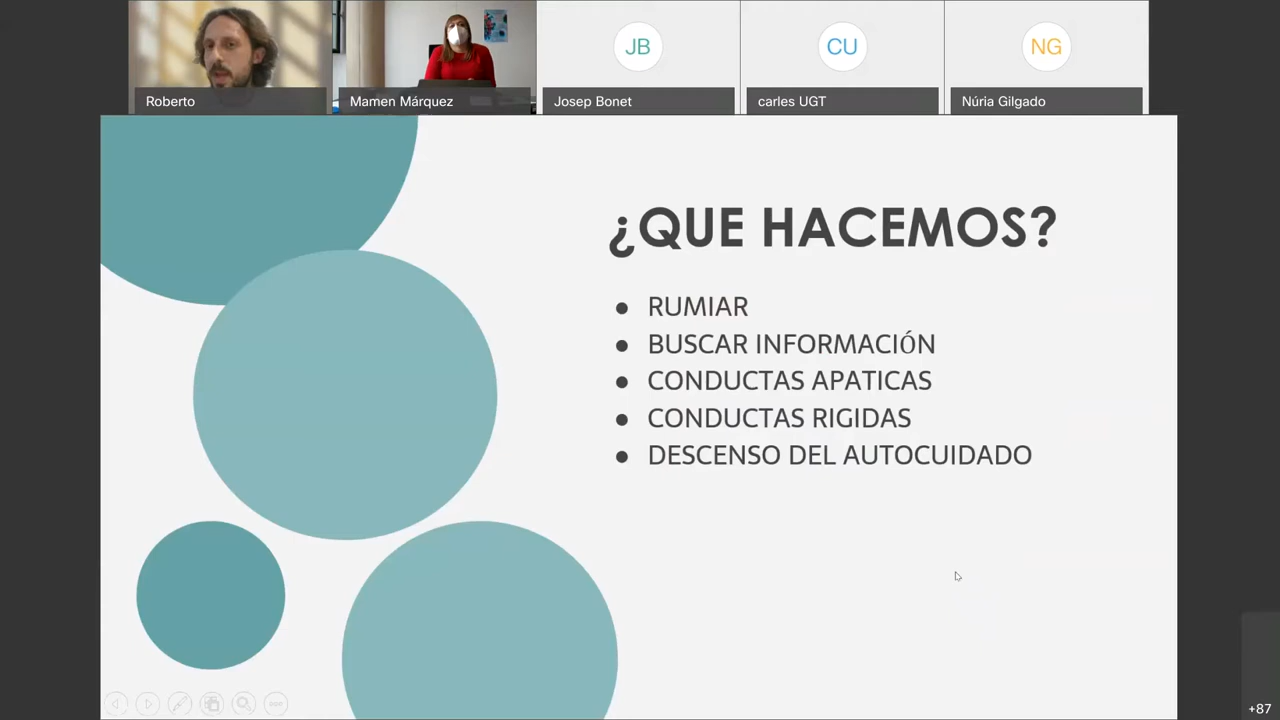 JB
CU
NG
Roberto
Mamen Márquez
Josep Bonet
carles UGT
Núria Gilgado
¿QUE HACEMOS?
● RUMIAR
● BUSCAR INFORMACIÓN
● CONDUCTAS APATICAS
● CONDUCTAS RIGIDAS
● DESCENSO DEL AUTOCUIDADO
+87